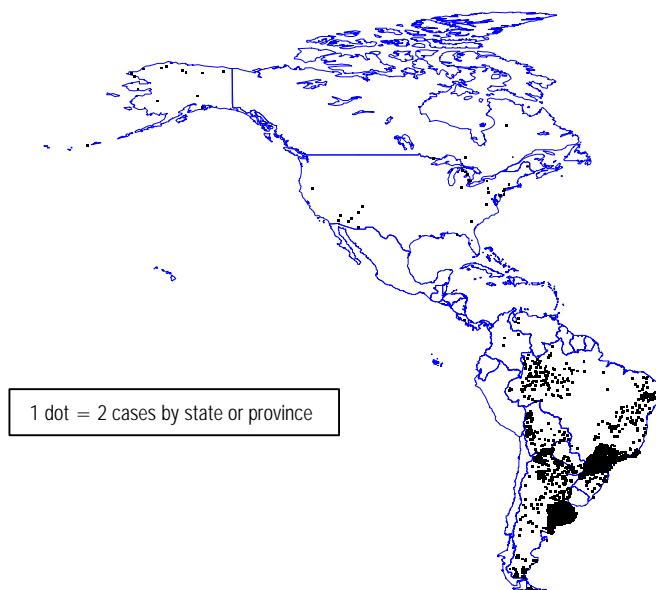 1 dot = 2 cases by state or province